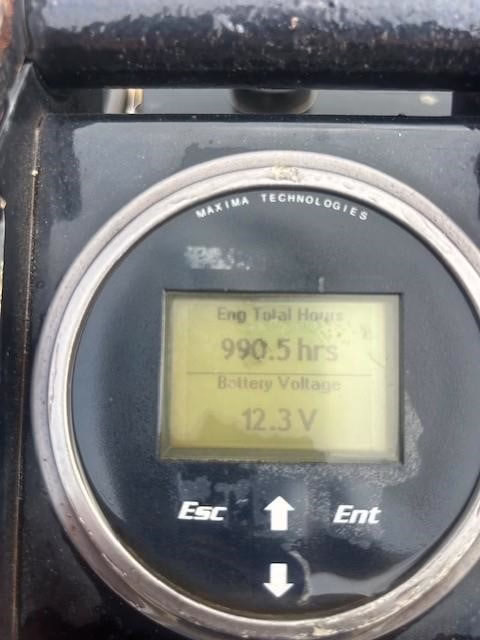 MAXIMA TECHNOLOGIES
Eng Total Hours
990.5 hrs
Battery Voltage
12.3 V
Esc
Ent